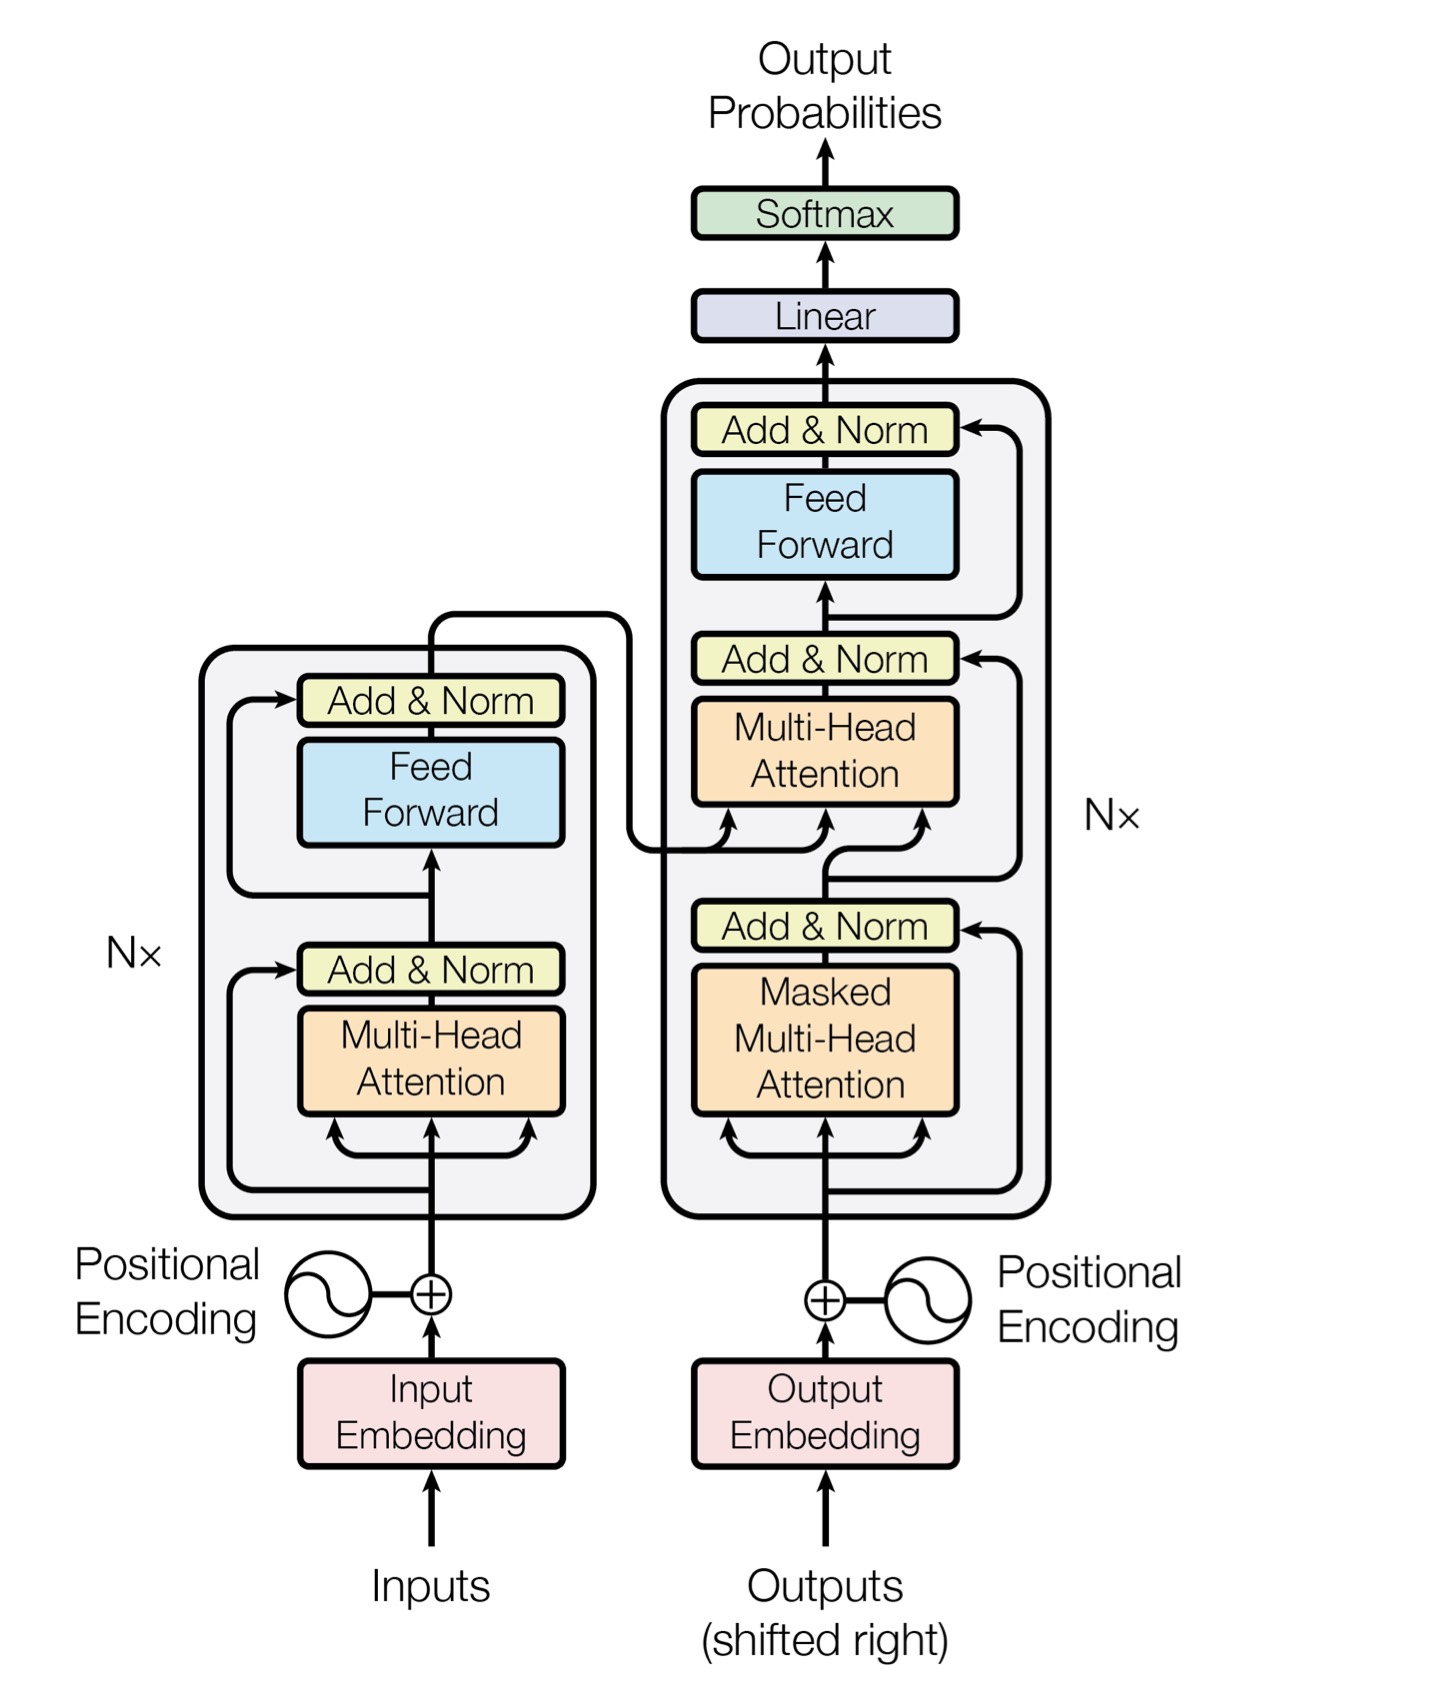 Output
Probabilities
Softmax
Linear
Add & Norm
Feed
Forward
Add & Norm
Multi-Head
Attention
Add & Norm
Masked
Multi-Head
Attention
Nx
Add & Norm
Feed
Forward
Add & Norm
Multi-Head
Attention
Nx
Positional
Encoding
Positional
Encoding
Input
Embedding
Output
Embedding
Inputs
Outputs
(shifted right)